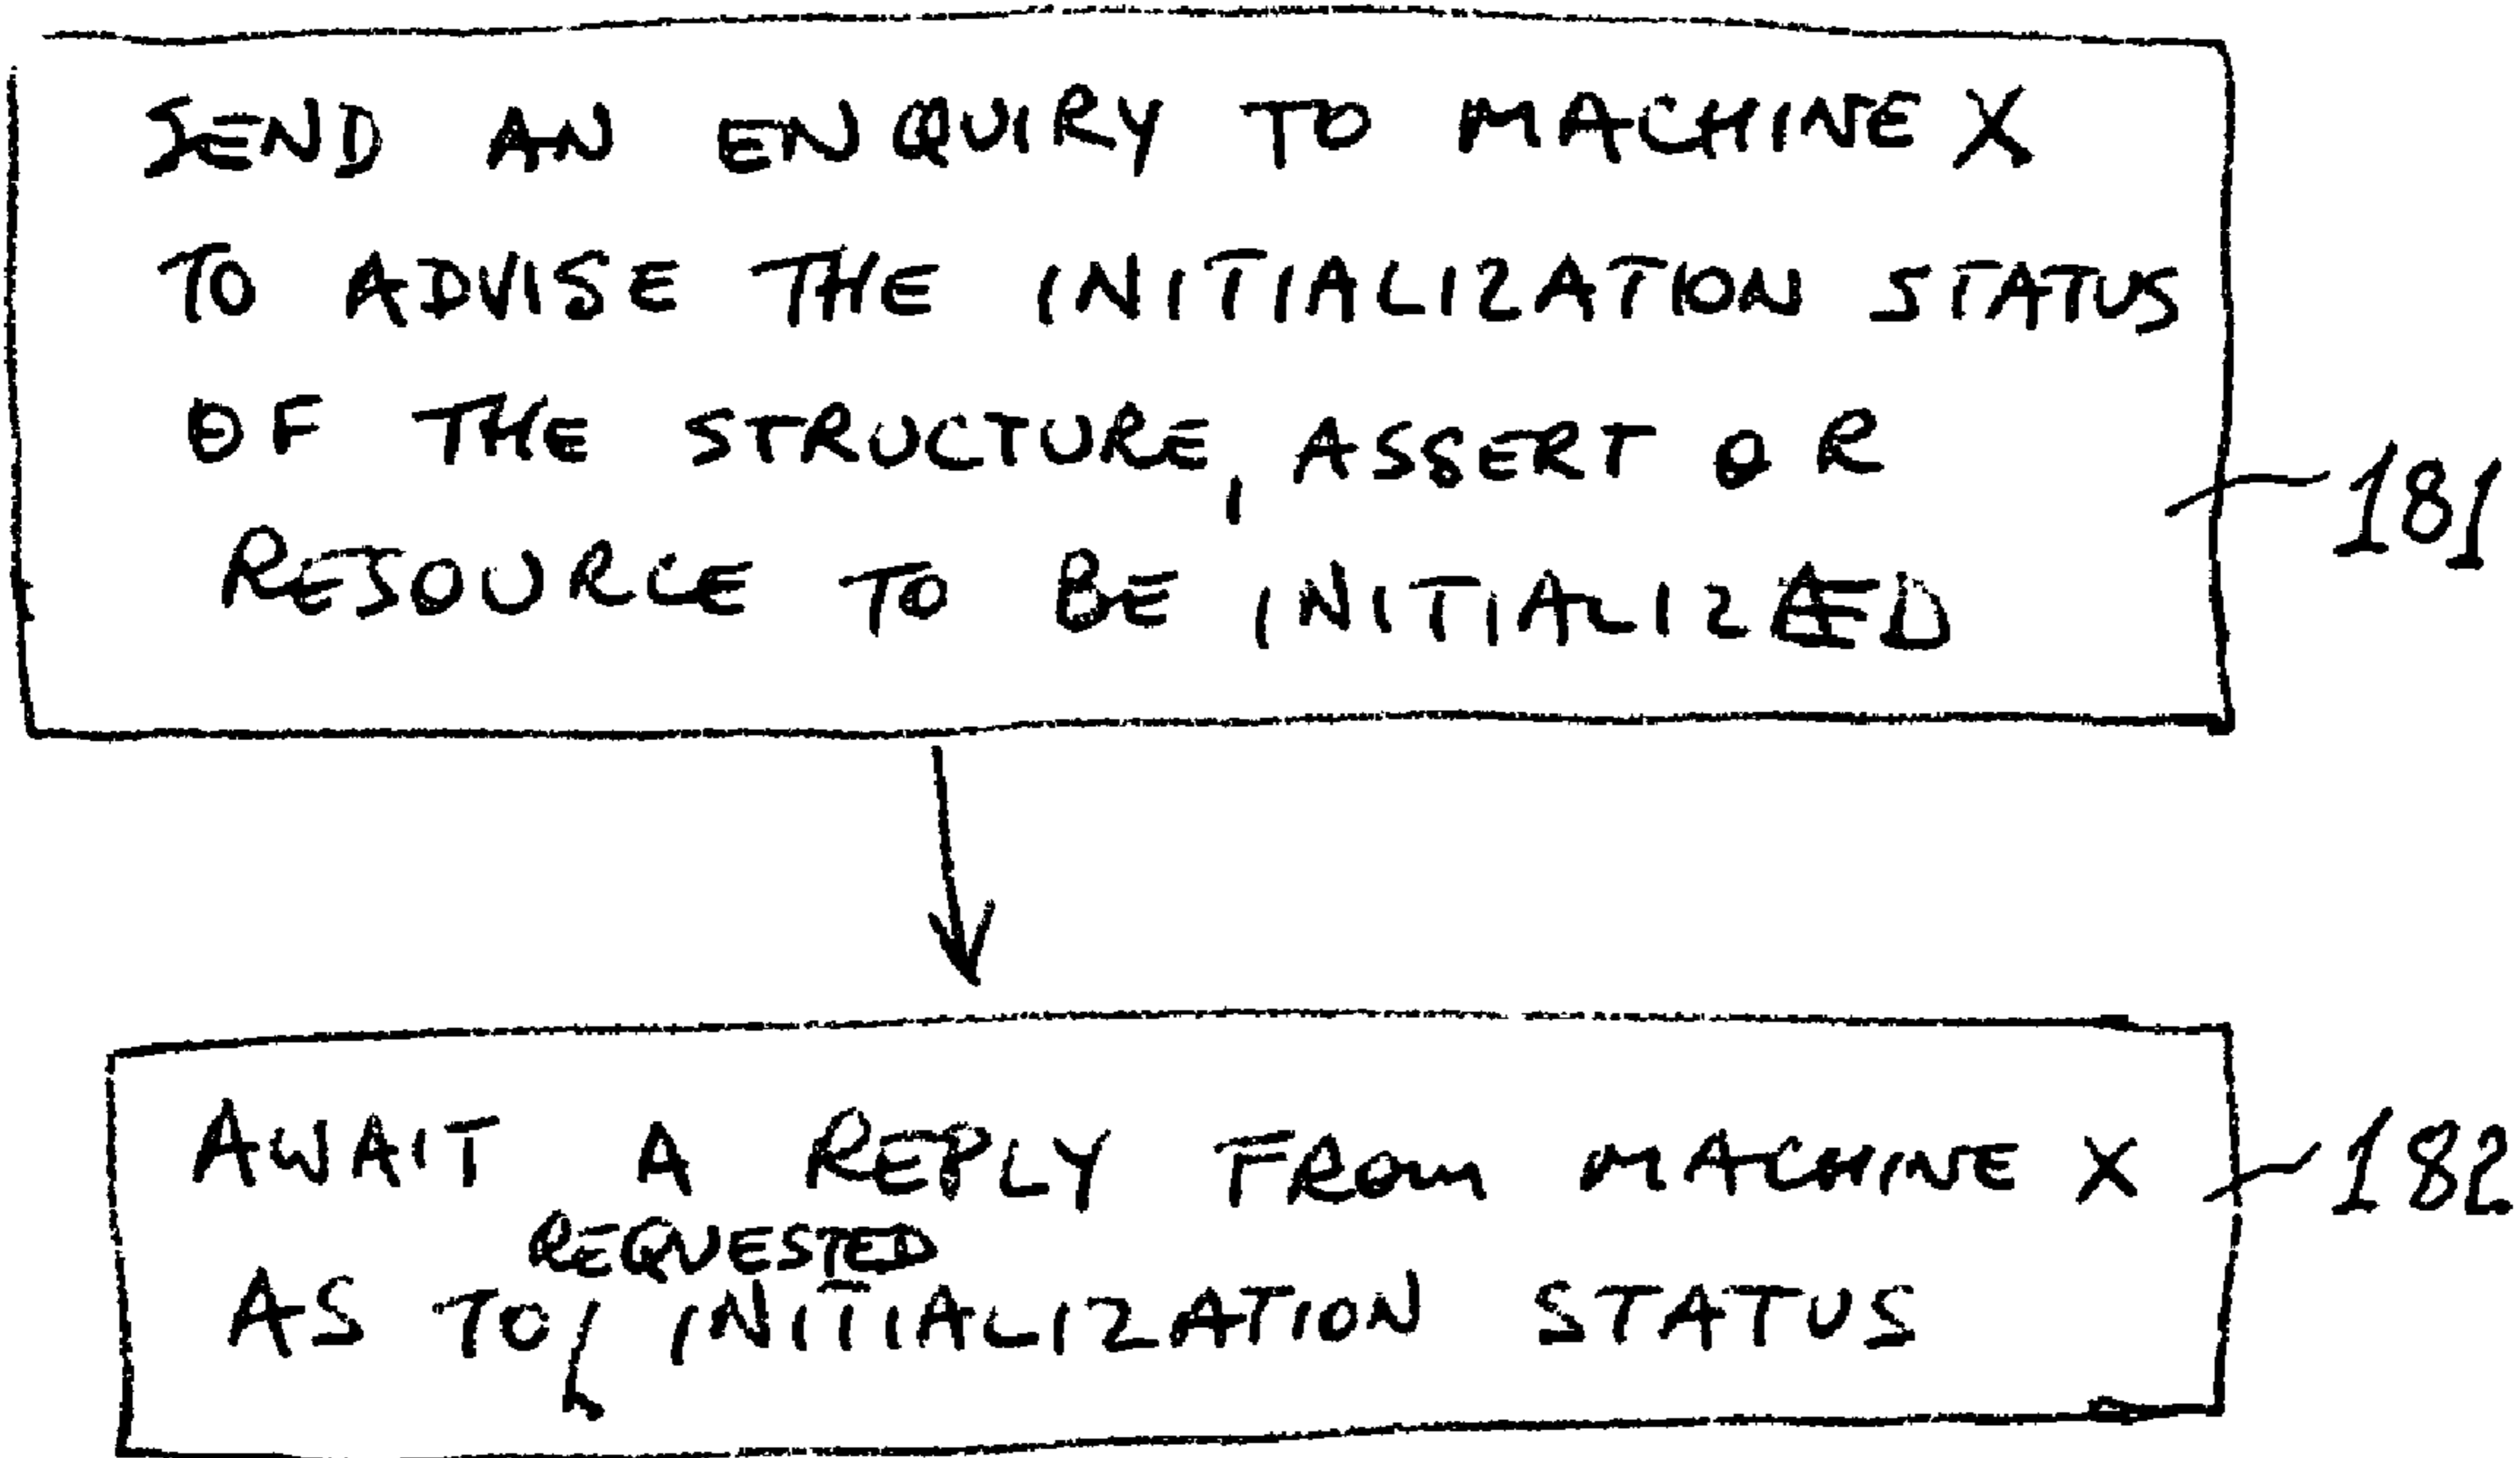 SEND AN ENQUIRY TO MACHINE X
TO ADVISE THE INITIALIZATION STATUS
OF THE STRUCTURE, ASSERT OR
RESOURCE TO BE INITIALIZED
181
AWAIT A REPLY FROM MACHINE X
182
REQUESTED
AS TO INITIALIZATION STATUS